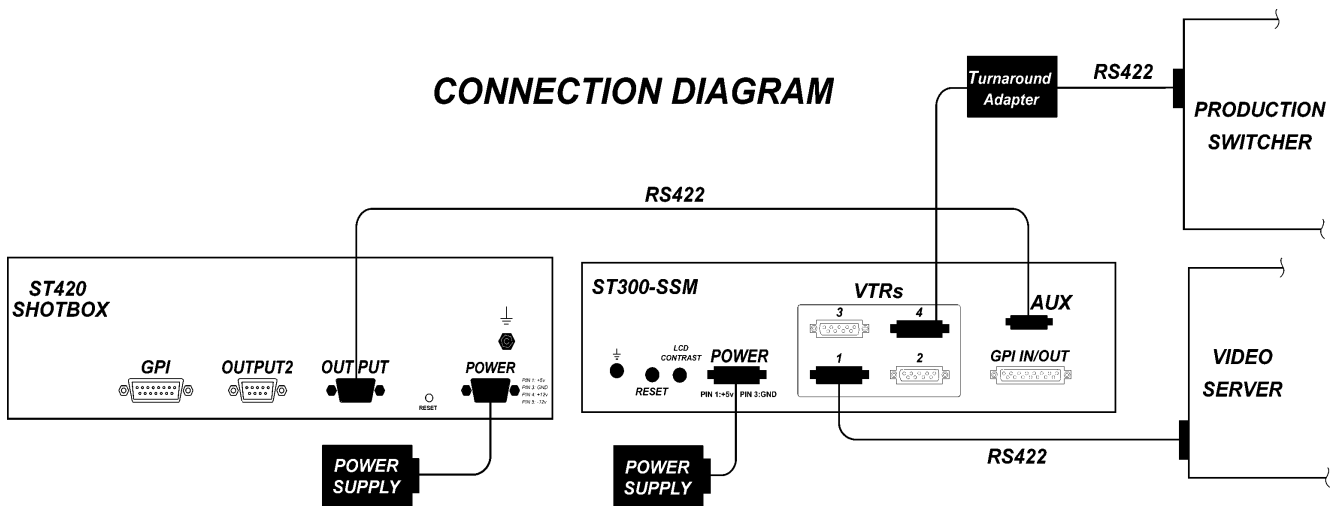 CONNECTION DIAGRAM
Turnaround
Adapter
RS422
PRODUCTION
SWITCHER
RS422
ST420
SHOTBOX
GPI
OUTPUT2
OUTPUT
RESET
POWER
PIN 1: +5v
PIN 3: GND
PIN 4: +12v
PIN 5: -12v
POWER
SUPPLY
ST300-SSM
VTRs
3
4
AUX
LCD
CONTRAST
RESET
POWER
PIN 1:+5v PIN 3:GND
1
2
GPI IN/OUT
POWER
SUPPLY
RS422
VIDEO
SERVER